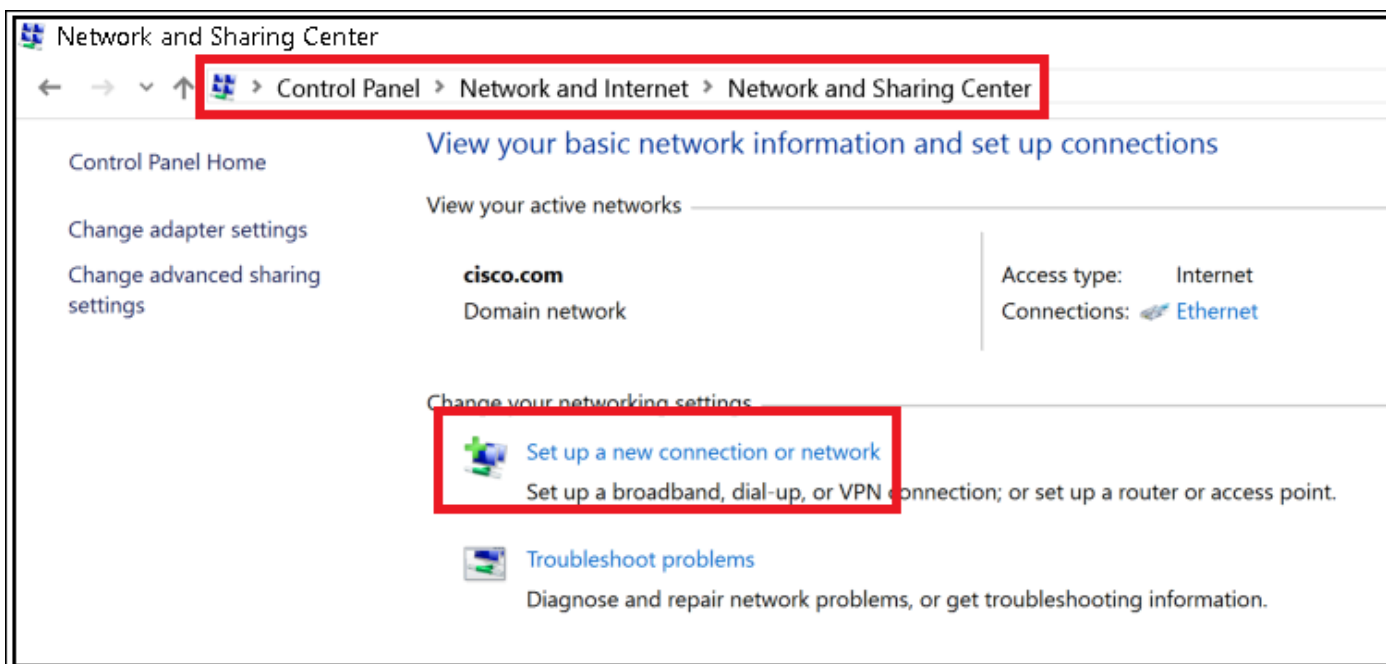 Network and Sharing Center
Control Panel > Network and Internet > Network and Sharing Center
Control Panel Home
Change adapter settings
Change advanced sharing
settings
View your basic network information and set up connections
View your active networks
cisco.com
Domain network
Access type: Internet
Connections: Ethernet
Change your networking settings
Set up a new connection or network
Set up a broadband, dial-up, or VPN connection; or set up a router or access point.
Troubleshoot problems
Diagnose and repair network problems, or get troubleshooting information.